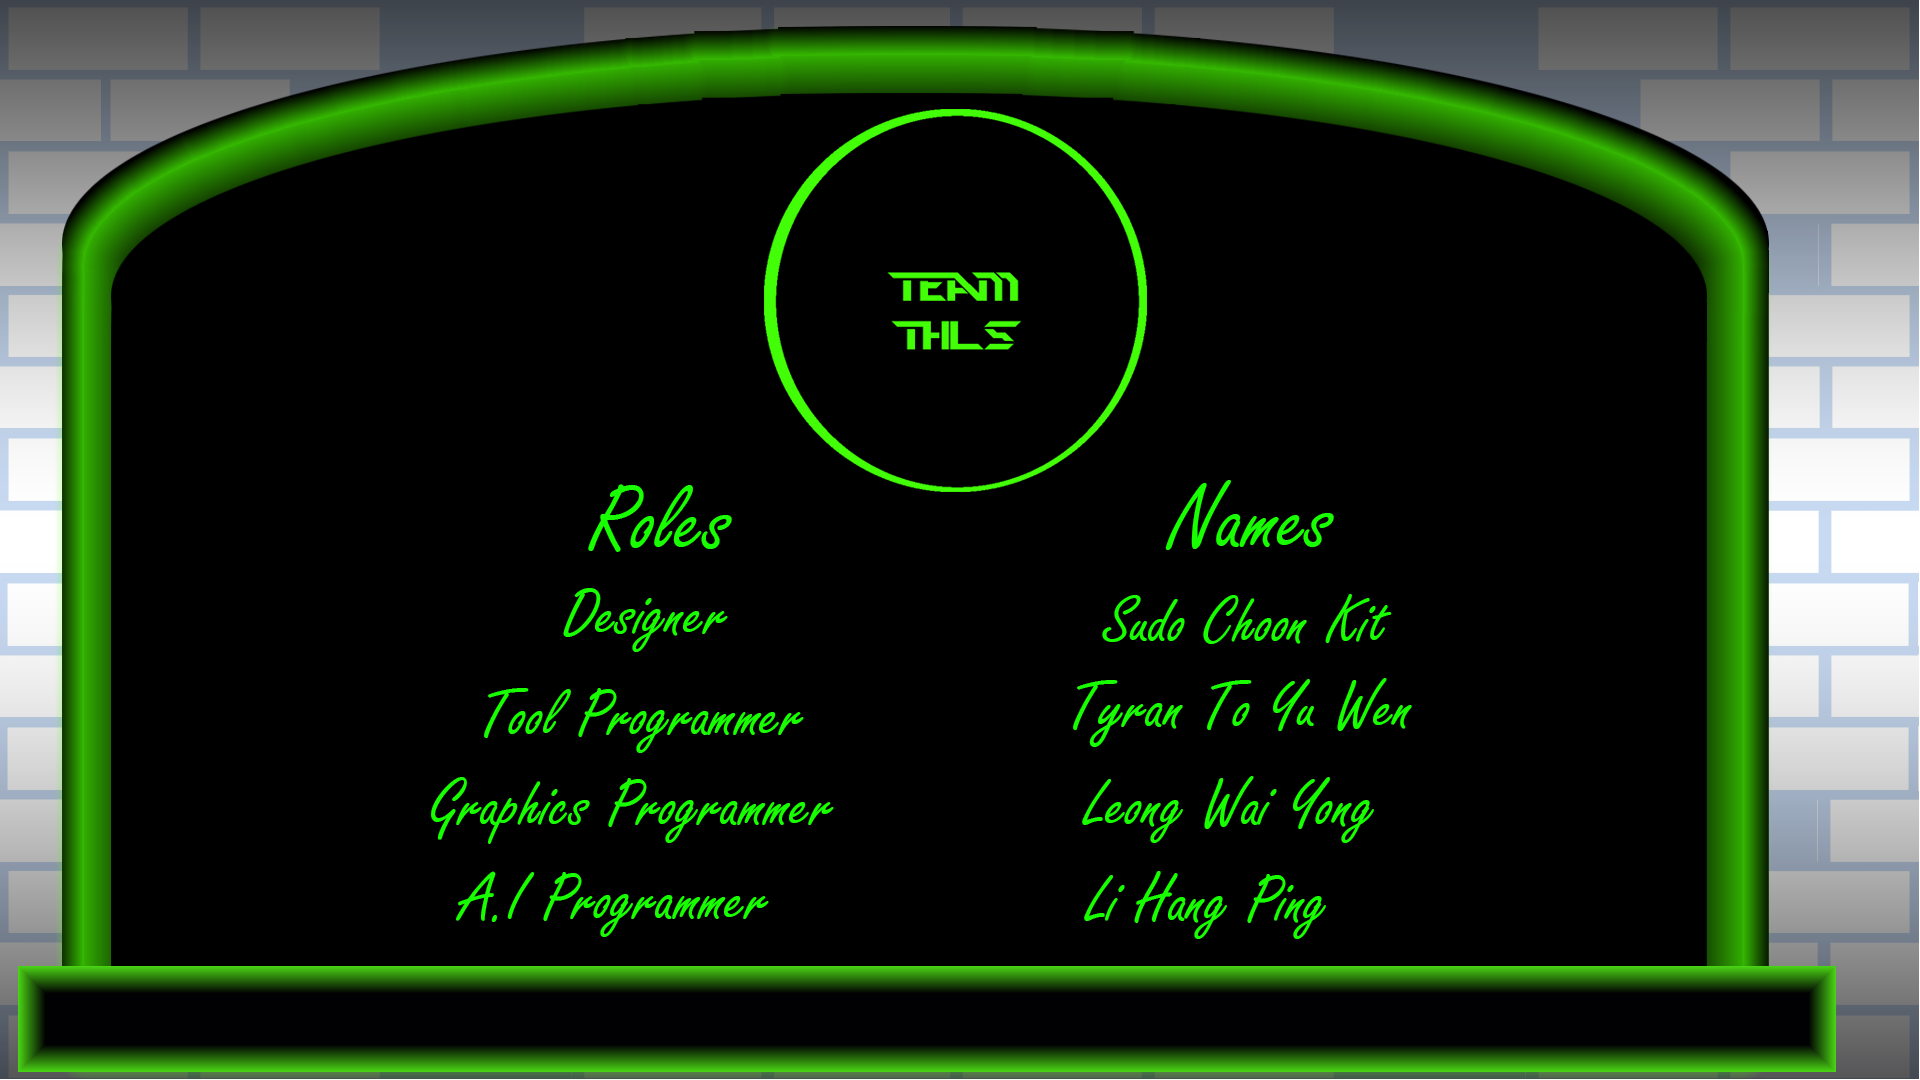 TEAM
THLS
Roles Names
Designer Sudo Choon Kit
Tool Programmer Tyran To Yu Wen
Graphics Programmer Leong Wai Yong
A.I Programmer Li Hang Ping